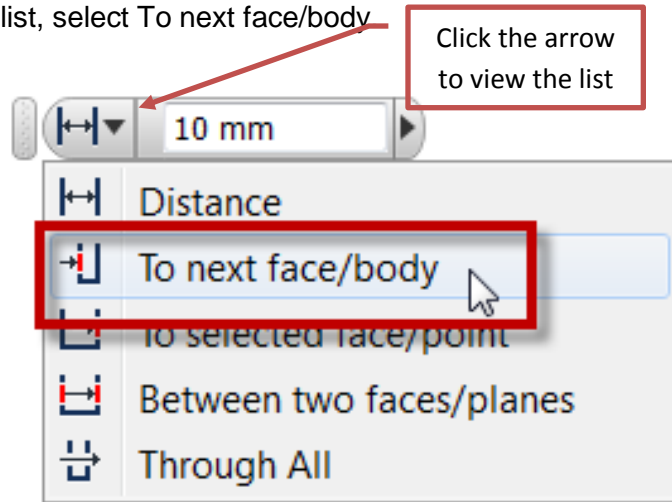 list, select To next face/body
Click the arrow
to view the list
10 mm
Distance
To next face/body
To selected face/point
Between two faces/planes
Through All